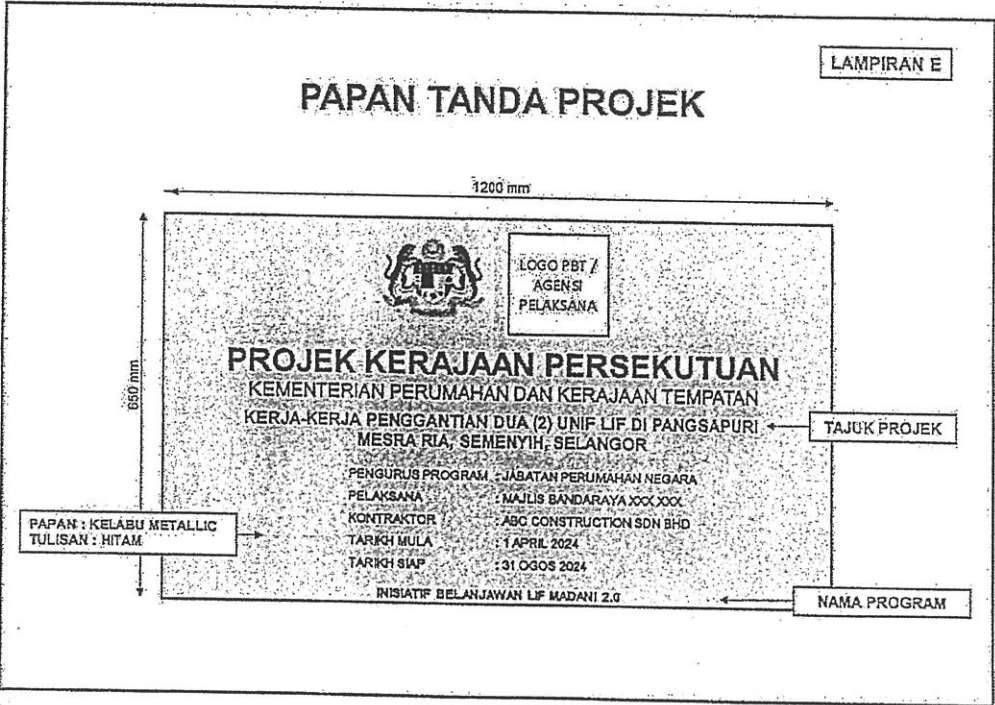 LAMPIRAN E
PAPAN TANDA PROJEK
1200 mm
650 mm
LOGO PBT /
AGENSI
PELAKSANA
PROJEK KERAJAAN PERSEKUTUAN
KEMENTERIAN PERUMAHAN DAN KERAJAAN TEMPATAN
KERJA-KERJA PENGGANTIAN DUA (2) UNIF LIF DI PANGSAPURI
MESRA RIA, SEMENYIH, SELANGOR
TAJUK PROJEK
PENGURUS PROGRAM : JABATAN PERUMAHAN NEGARA
PELAKSANA : MAJLIS BANDARAYA XXX XXX
KONTRAKTOR : ABC CONSTRUCTION SDN BHD
TARIKH MULA : 1 APRIL 2024
TARIKH SIAP : 31 OGOS 2024
PAPAN : KELABU METALLIC
TULISAN : HITAM
INISIATIF BELANJAWAN LIF MADANI 2.0
NAMA PROGRAM